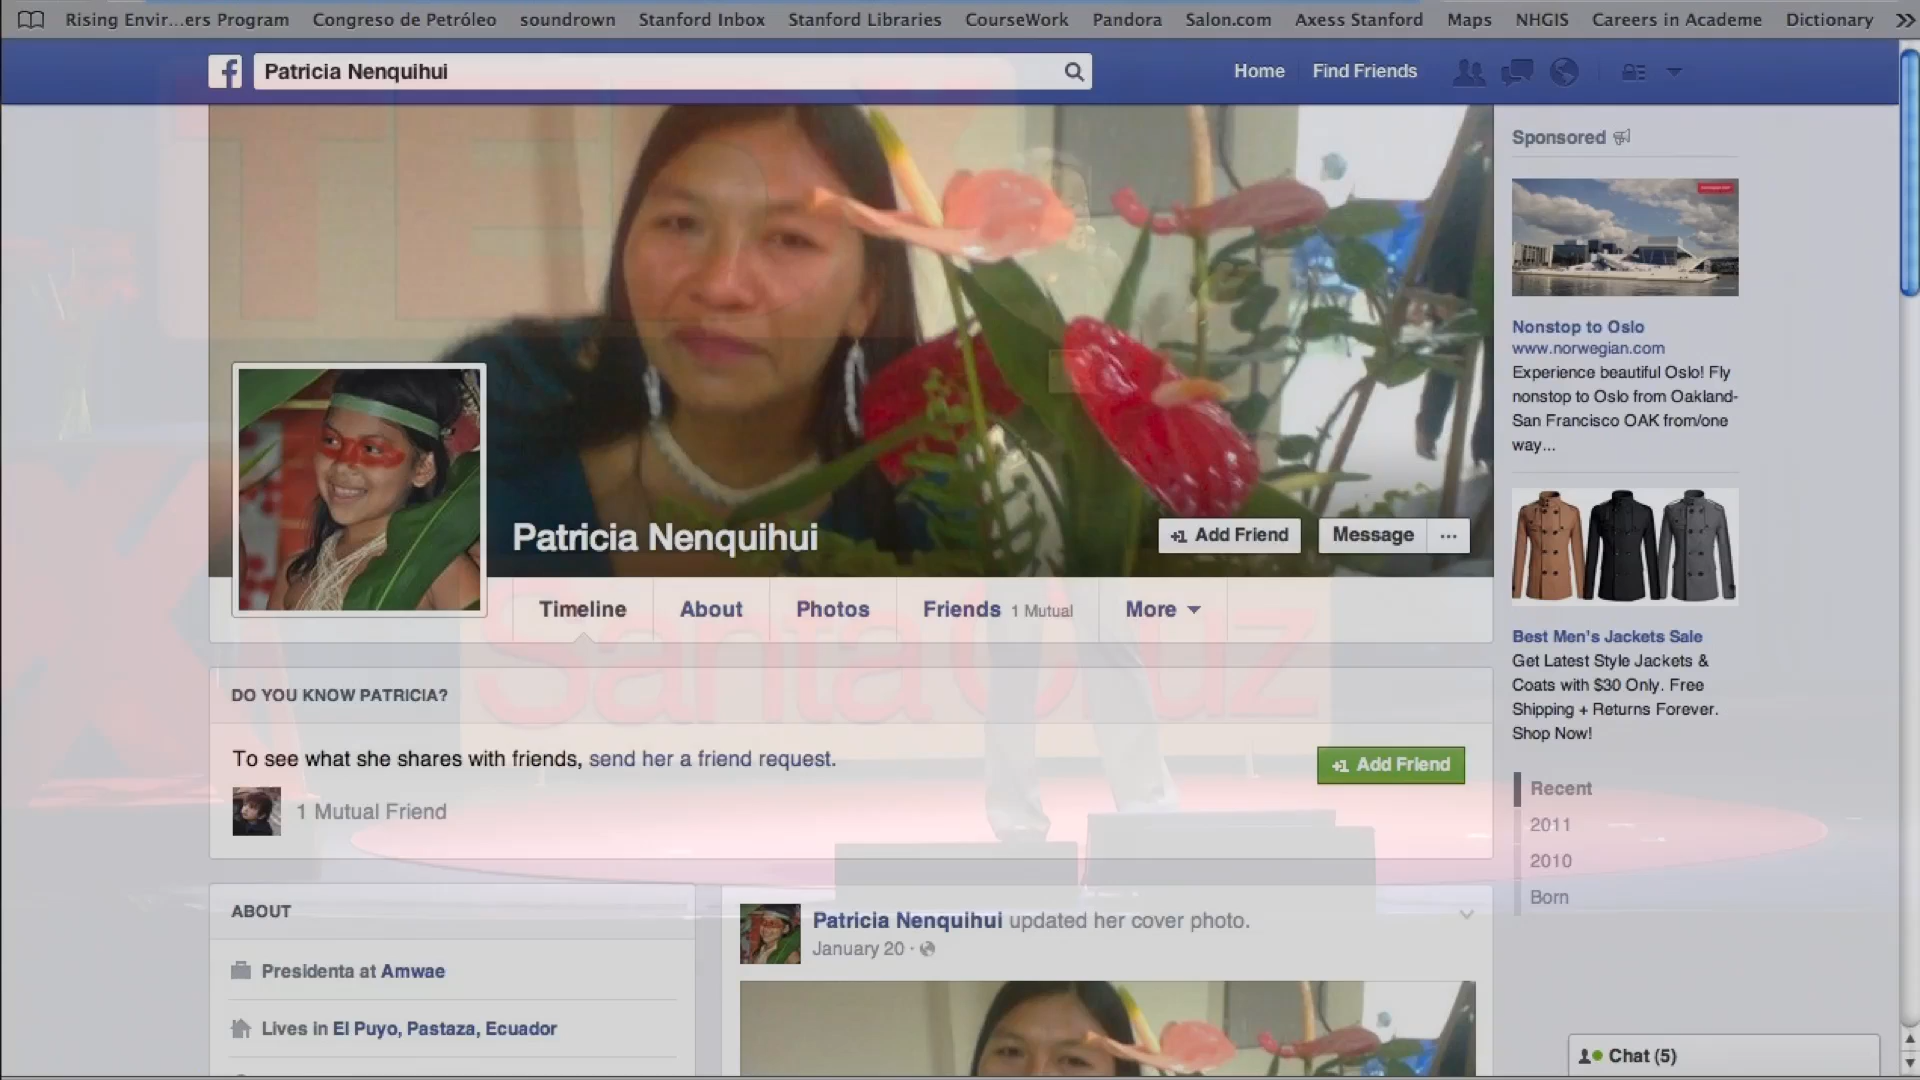 Rising Envir...ers Program Congreso de Petróleo soundrown Stanford Inbox Stanford Libraries CourseWork Pandora Salon.com Axess Stanford Maps NHGIS Careers in Academe Dictionary
f Patricia Nenquihui Home Find Friends
TE
X
Sponsored
Nonstop to Oslo
www.norwegian.com
Experience beautiful Oslo! Fly
nonstop to Oslo from Oakland-
San Francisco OAK from/one
way...
Patricia Nenquihui
+1 Add Friend Message ...
Timeline About Photos Friends 1 Mutual More
Santa Cruz
Best Men's Jackets Sale
Get Latest Style Jackets &
Coats with $30 Only. Free
Shipping + Returns Forever.
Shop Now!
DO YOU KNOW PATRICIA?
To see what she shares with friends, send her a friend request.
+1 Add Friend
1 Mutual Friend
Recent
2011
2010
Born
ABOUT
Presidenta at Amwae
Lives in El Puyo, Pastaza, Ecuador
Patricia Nenquihui updated her cover photo.
January 20 ·
Chat (5)